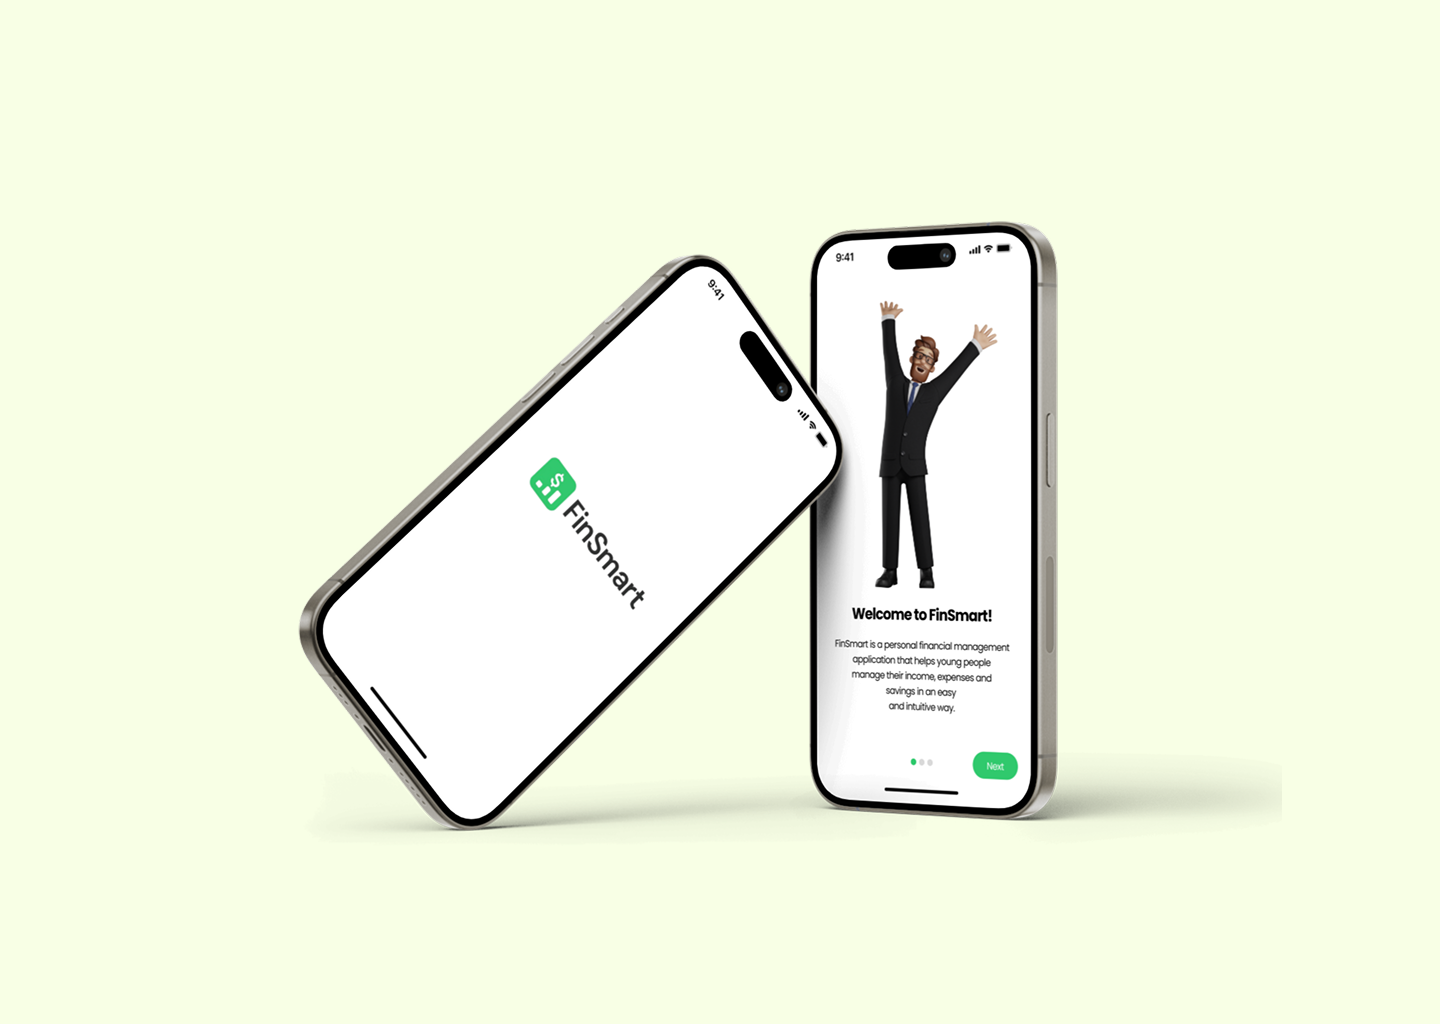 9:41
$
FinSmart
9:41
Welcome to FinSmart!
FinSmart is a personal financial management
application that helps young people
manage their income, expenses and
savings in an easy
and intuitive way.
Next